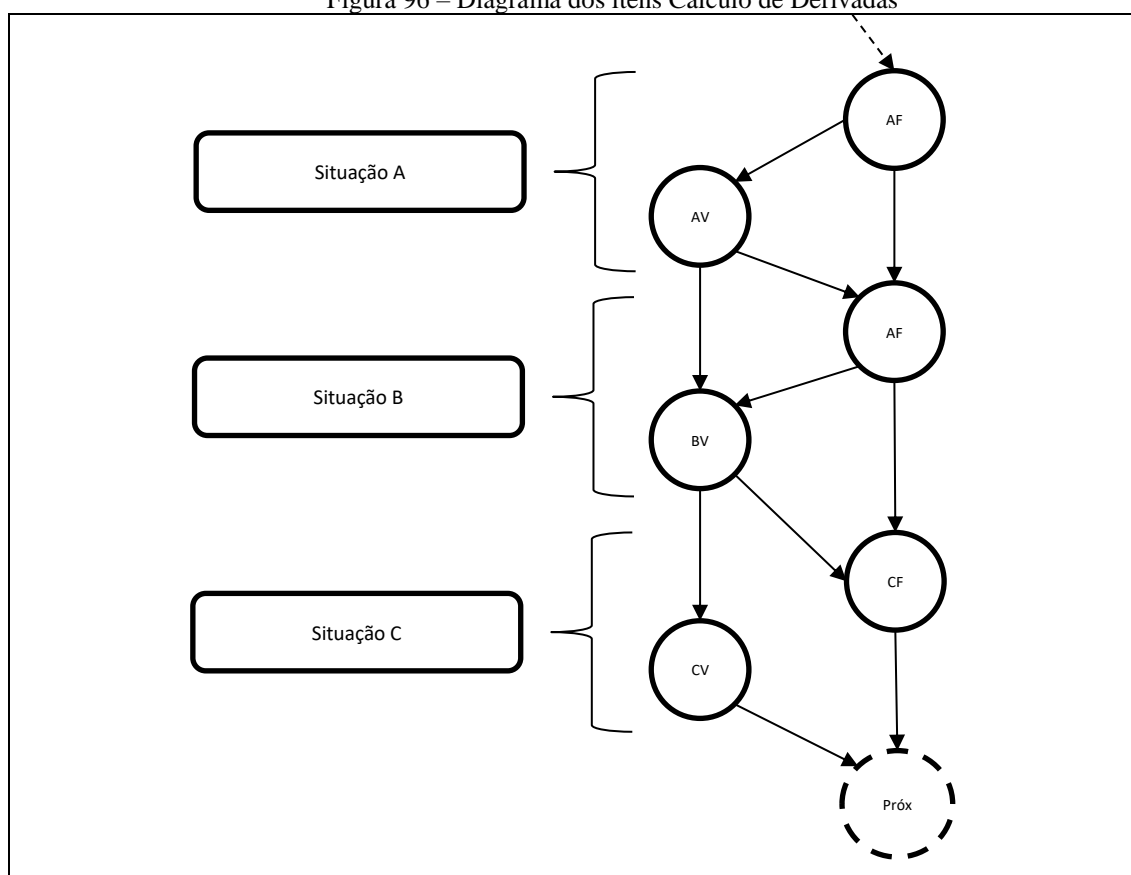 Figura 96 – Diagrama dos itens Cálculo de Derivadas
AF
Situação A
AV
AF
Situação B
BV
CF
Situação C
CV
Próx